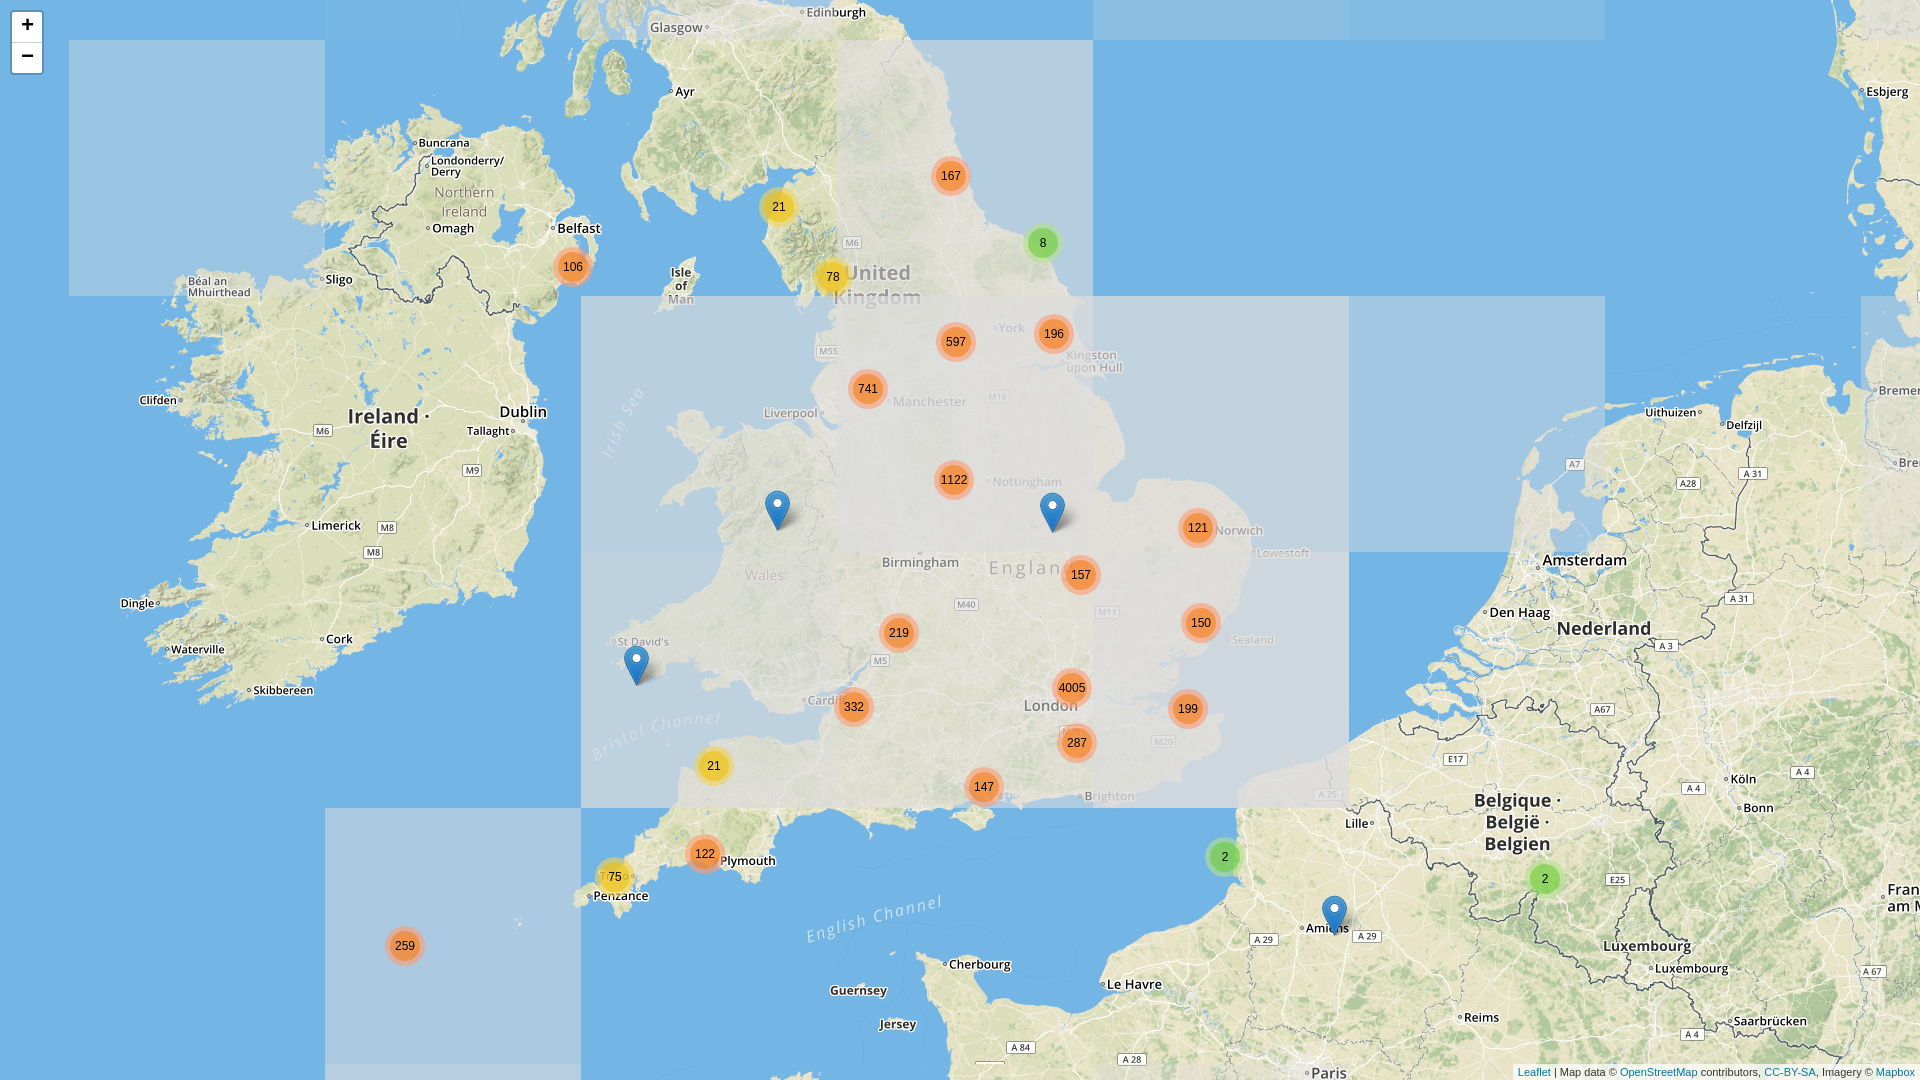 +
−
Edinburgh
Glasgow
Ayr
Esbjerg
Buncrana
Londonderry/
Derry
Northern
Ireland
Omagh
Belfast
167
21
8
M6
106
78
United
Kingdom
Isle
of
Man
Sligo
Béal an
Mhuirthead
York
196
597
M55
Kingston
upon Hull
741
Manchester
M18
Liverpool
Irish Sea
Clifden
Ireland ·
Éire
Dublin
Tallaght
M6
M9
Bremer
Uithuizen
Delfzijl
A7
A 31
A28
Bre
1122
Nottingham
Limerick
M8
M8
121
Norwich
Lowestoft
Birmingham
Wales
Englan
157
Amsterdam
M40
M11
A 31
Dingle
Den Haag
Nederland
150
219
Sealand
St David's
Cork
Waterville
M5
A 3
Skibbereen
4005
London
Cardiff
332
199
A67
Bristol Channel
287
M20
E17
21
147
Brighton
A 25
Köln
A 4
A 4
Bonn
Belgique ·
België ·
Belgien
Lille
122
Plymouth
75
Penzance
2
2
E25
Fran
am M
English Channel
259
Amiens
A 29
A 29
Luxembourg
Luxembourg
A 67
Cherbourg
Le Havre
Guernsey
Jersey
Reims
Saarbrücken
A 4
A 84
A 28
Paris
Leaflet | Map data © OpenStreetMap contributors, CC-BY-SA, Imagery © Mapbox